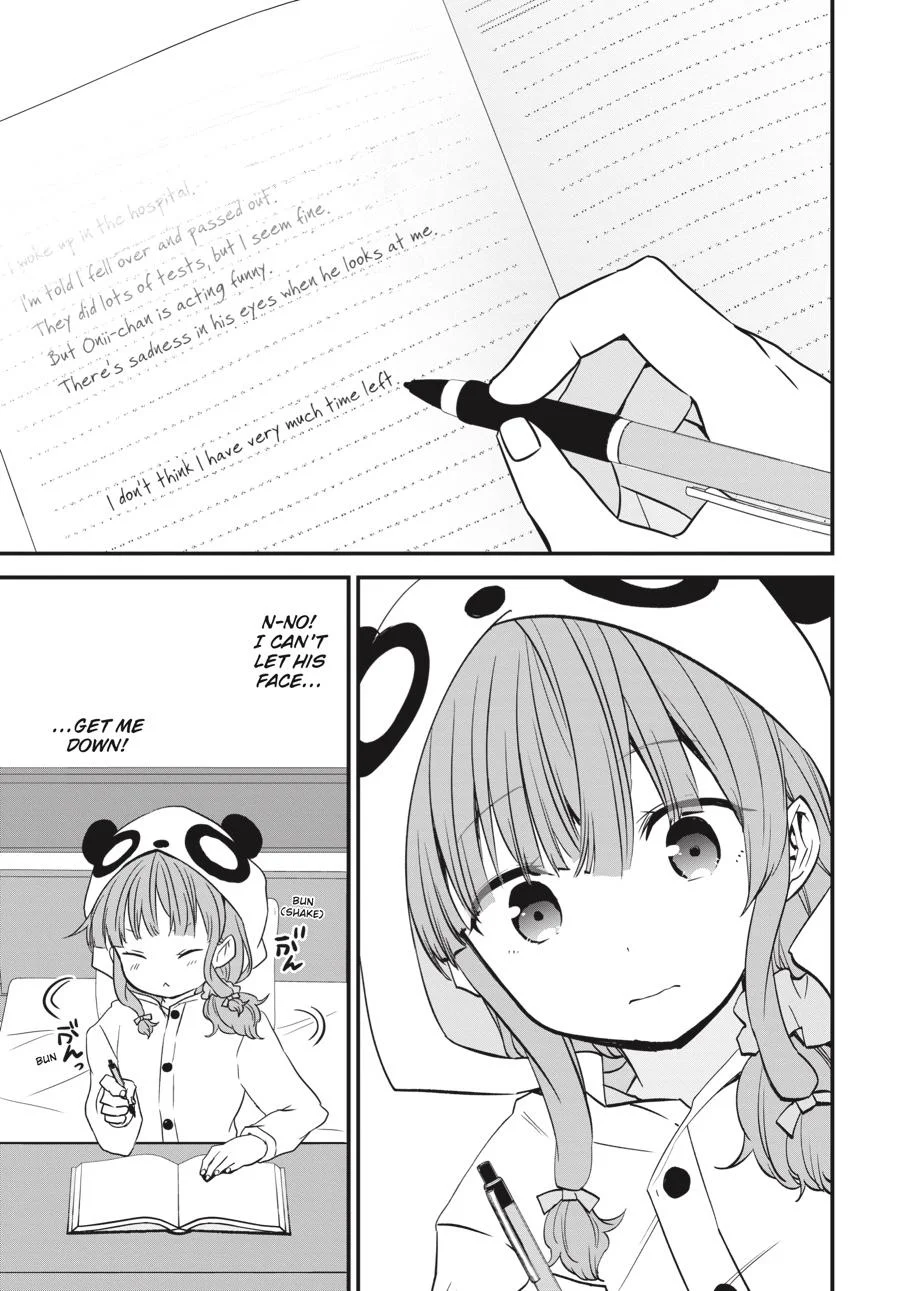 I woke up in the hospital.
I'm told I fell over and passed out.
They did lots of tests, but I seem fine.
But Onii-chan is acting funny.
There's sadness in his eyes when he looks at me.
I don't think I have very much time left.
N-NO!
I CAN'T
LET HIS
FACE...
...GET ME
DOWN!
BUN
(SHAKE)
ぶん
BUN
ぶんっ